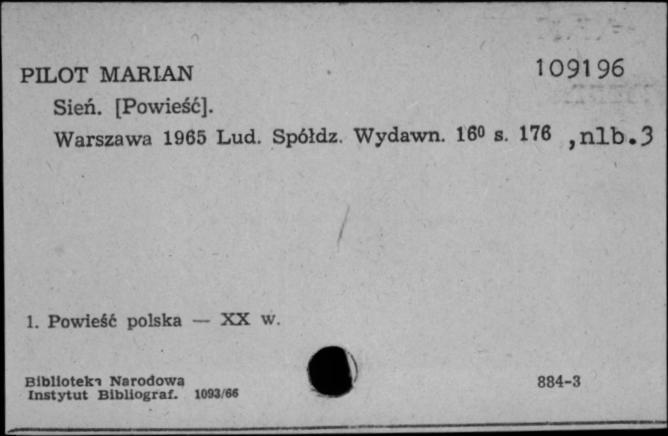 PILOT MARIAN 109196
Sień. [Powieść].
Warszawa 1965 Lud. Spółdz. Wydawn. 16⁰ s. 176 ,nlb.3
1. Powieść polska — XX w.
Biblioteka Narodowa
Instytut Bibliograf. 1093/66 884-3